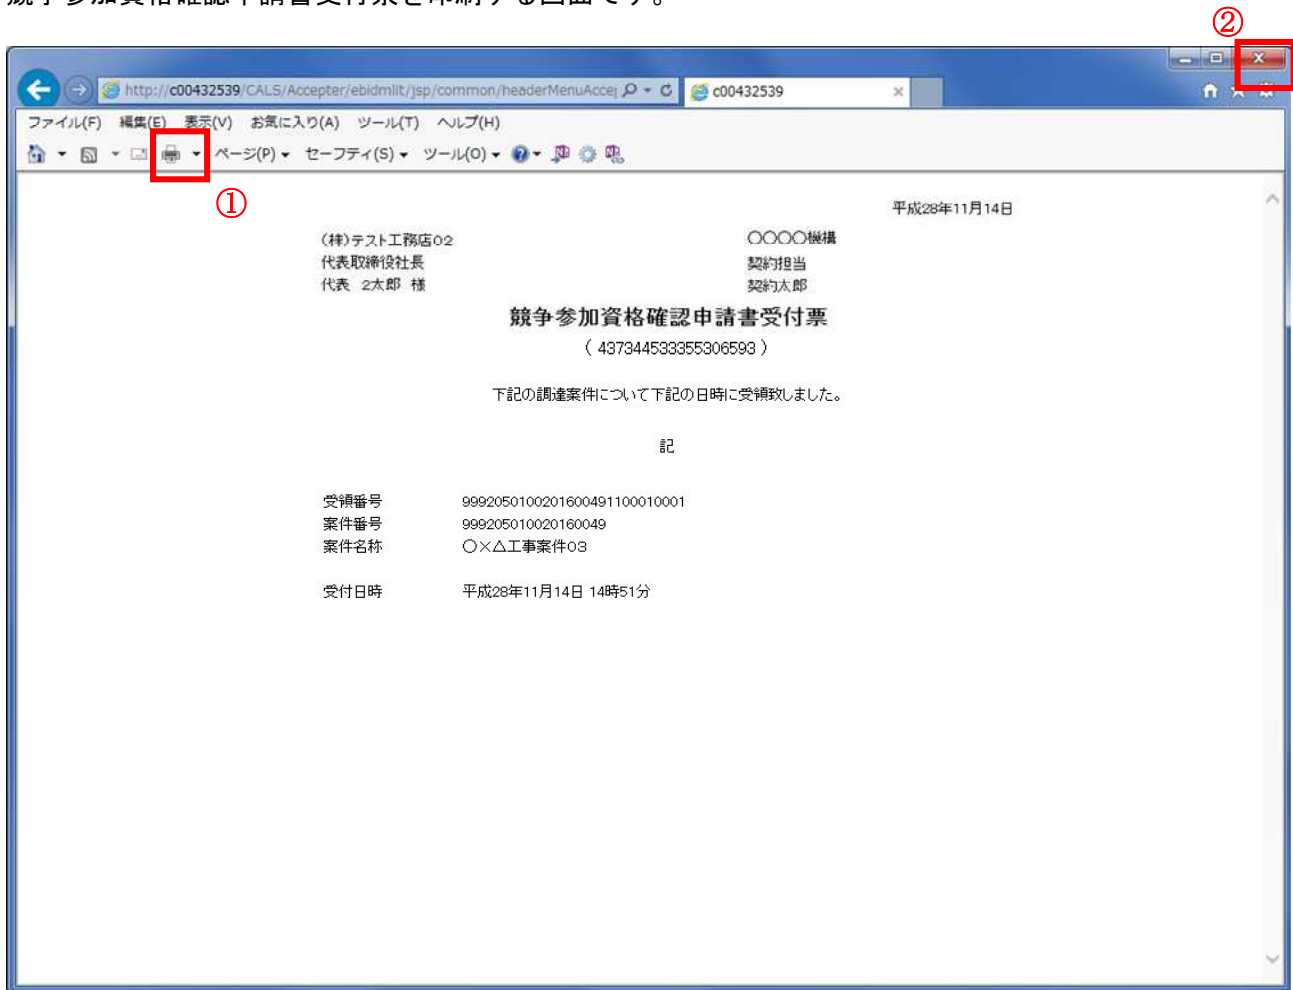 競争参加資格確認申請書受付票を印刷する画面です。
②
http://c00432539/CALS/Accepter/ebidmlit/jsp/common/headerMenuAccep
c00432539
ファイル(F) 編集(E) 表示(V) お気に入り(A) ツール(T) ヘルプ(H)
ページ(P) セーフティ(S) ツール(O)
①
平成28年11月14日
(株)テスト工務店02
〇〇〇〇機構
代表取締役社長
契約担当
代表 2太郎 様
契約太郎
競争参加資格確認申請書受付票
( 437344533355306593 )
下記の調達案件について下記の日時に受領致しました。
記
受領番号 9992050100201600491100010001
案件番号 999205010020160049
案件名称 〇×△工事案件03
受付日時 平成28年11月14日 14時51分